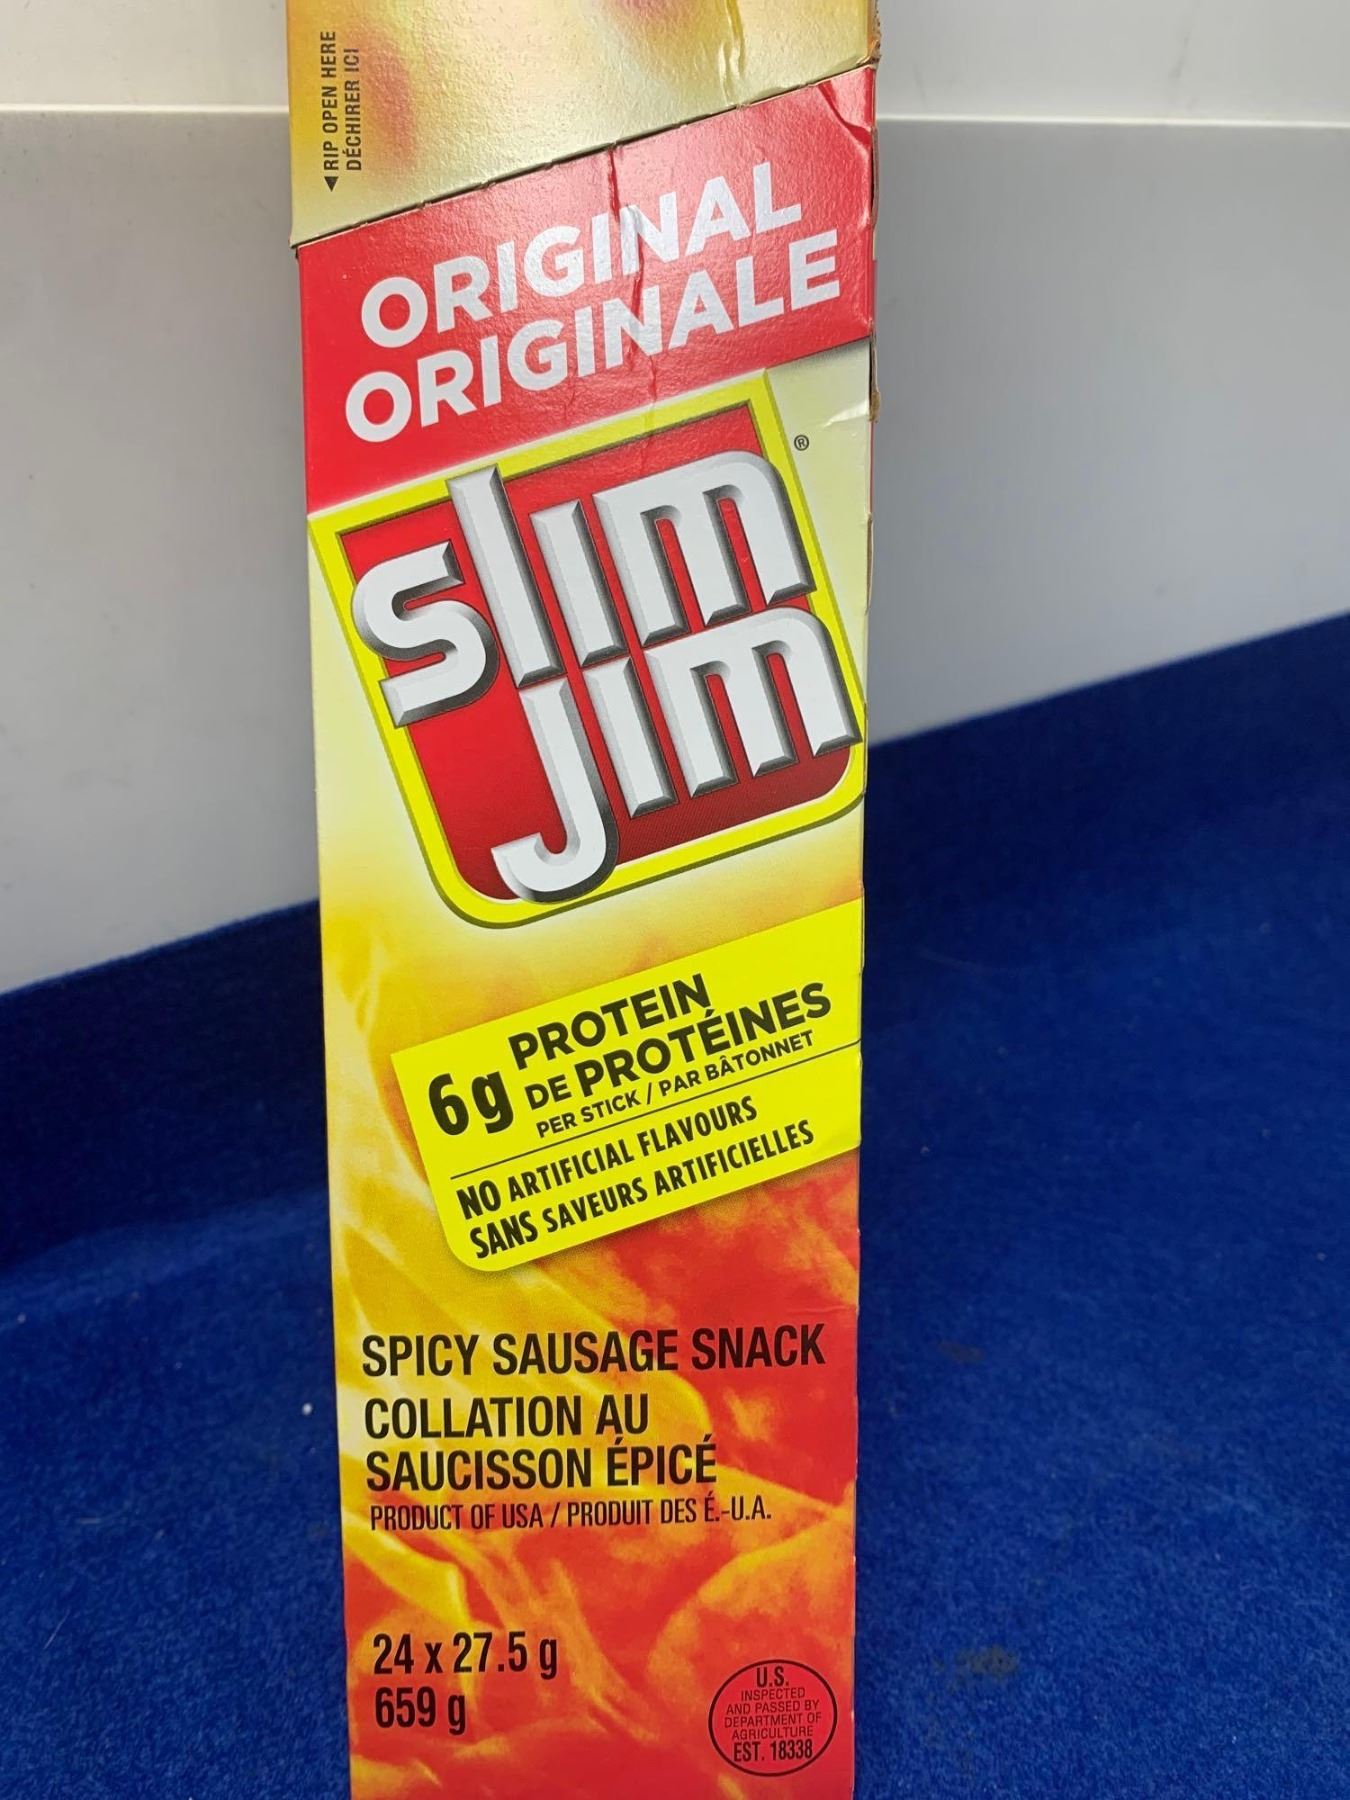 ◄ RIP OPEN HERE
DÉCHIRER ICI
ORIGINAL
ORIGINALE
slim
jim
®
6g PROTEIN
DE PROTÉINES
PER STICK / PAR BÂTONNET
NO ARTIFICIAL FLAVOURS
SANS SAVEURS ARTIFICIELLES
SPICY SAUSAGE SNACK
COLLATION AU
SAUCISSON ÉPICÉ
PRODUCT OF USA / PRODUIT DES É.-U.A.
24 x 27.5 g
659 g
U.S.
INSPECTED
AND PASSED BY
DEPARTMENT OF
AGRICULTURE
EST. 18338